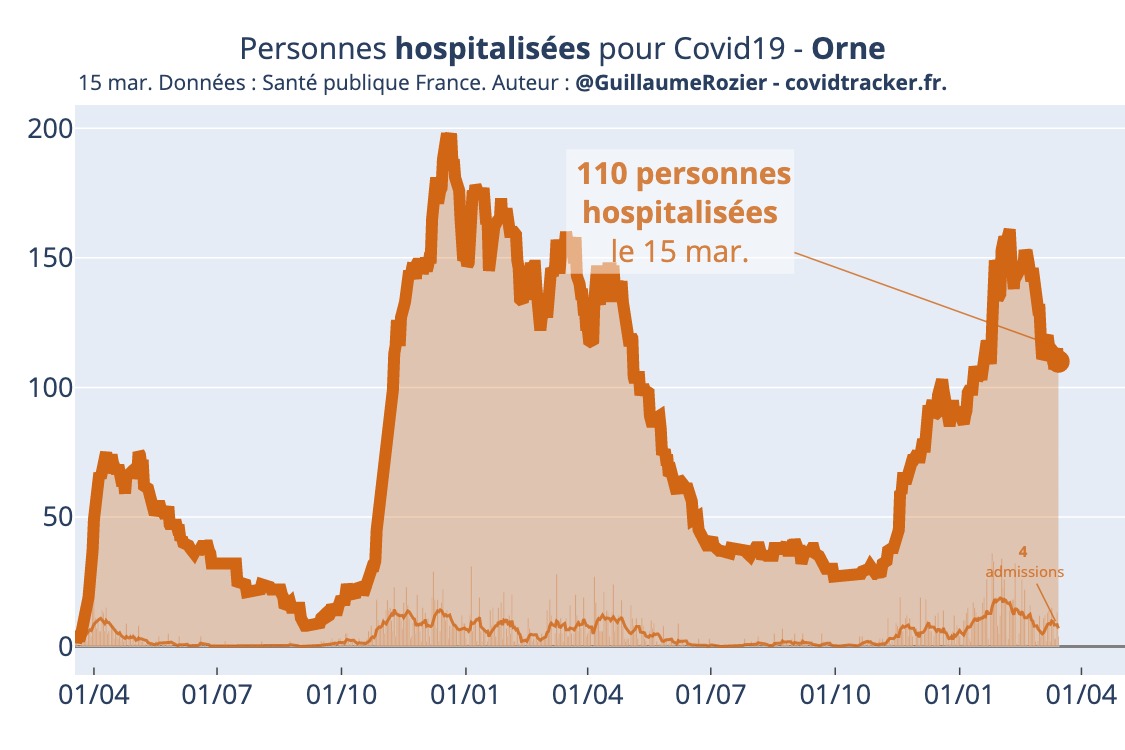 Personnes hospitalisées pour Covid19 - Orne
15 mar. Données : Santé publique France. Auteur : @GuillaumeRozier - covidtracker.fr.
200
150
100
50
0
110 personnes
hospitalisées
le 15 mar.
4
admissions
01/04 01/07 01/10 01/01 01/04 01/07 01/10 01/01 01/04